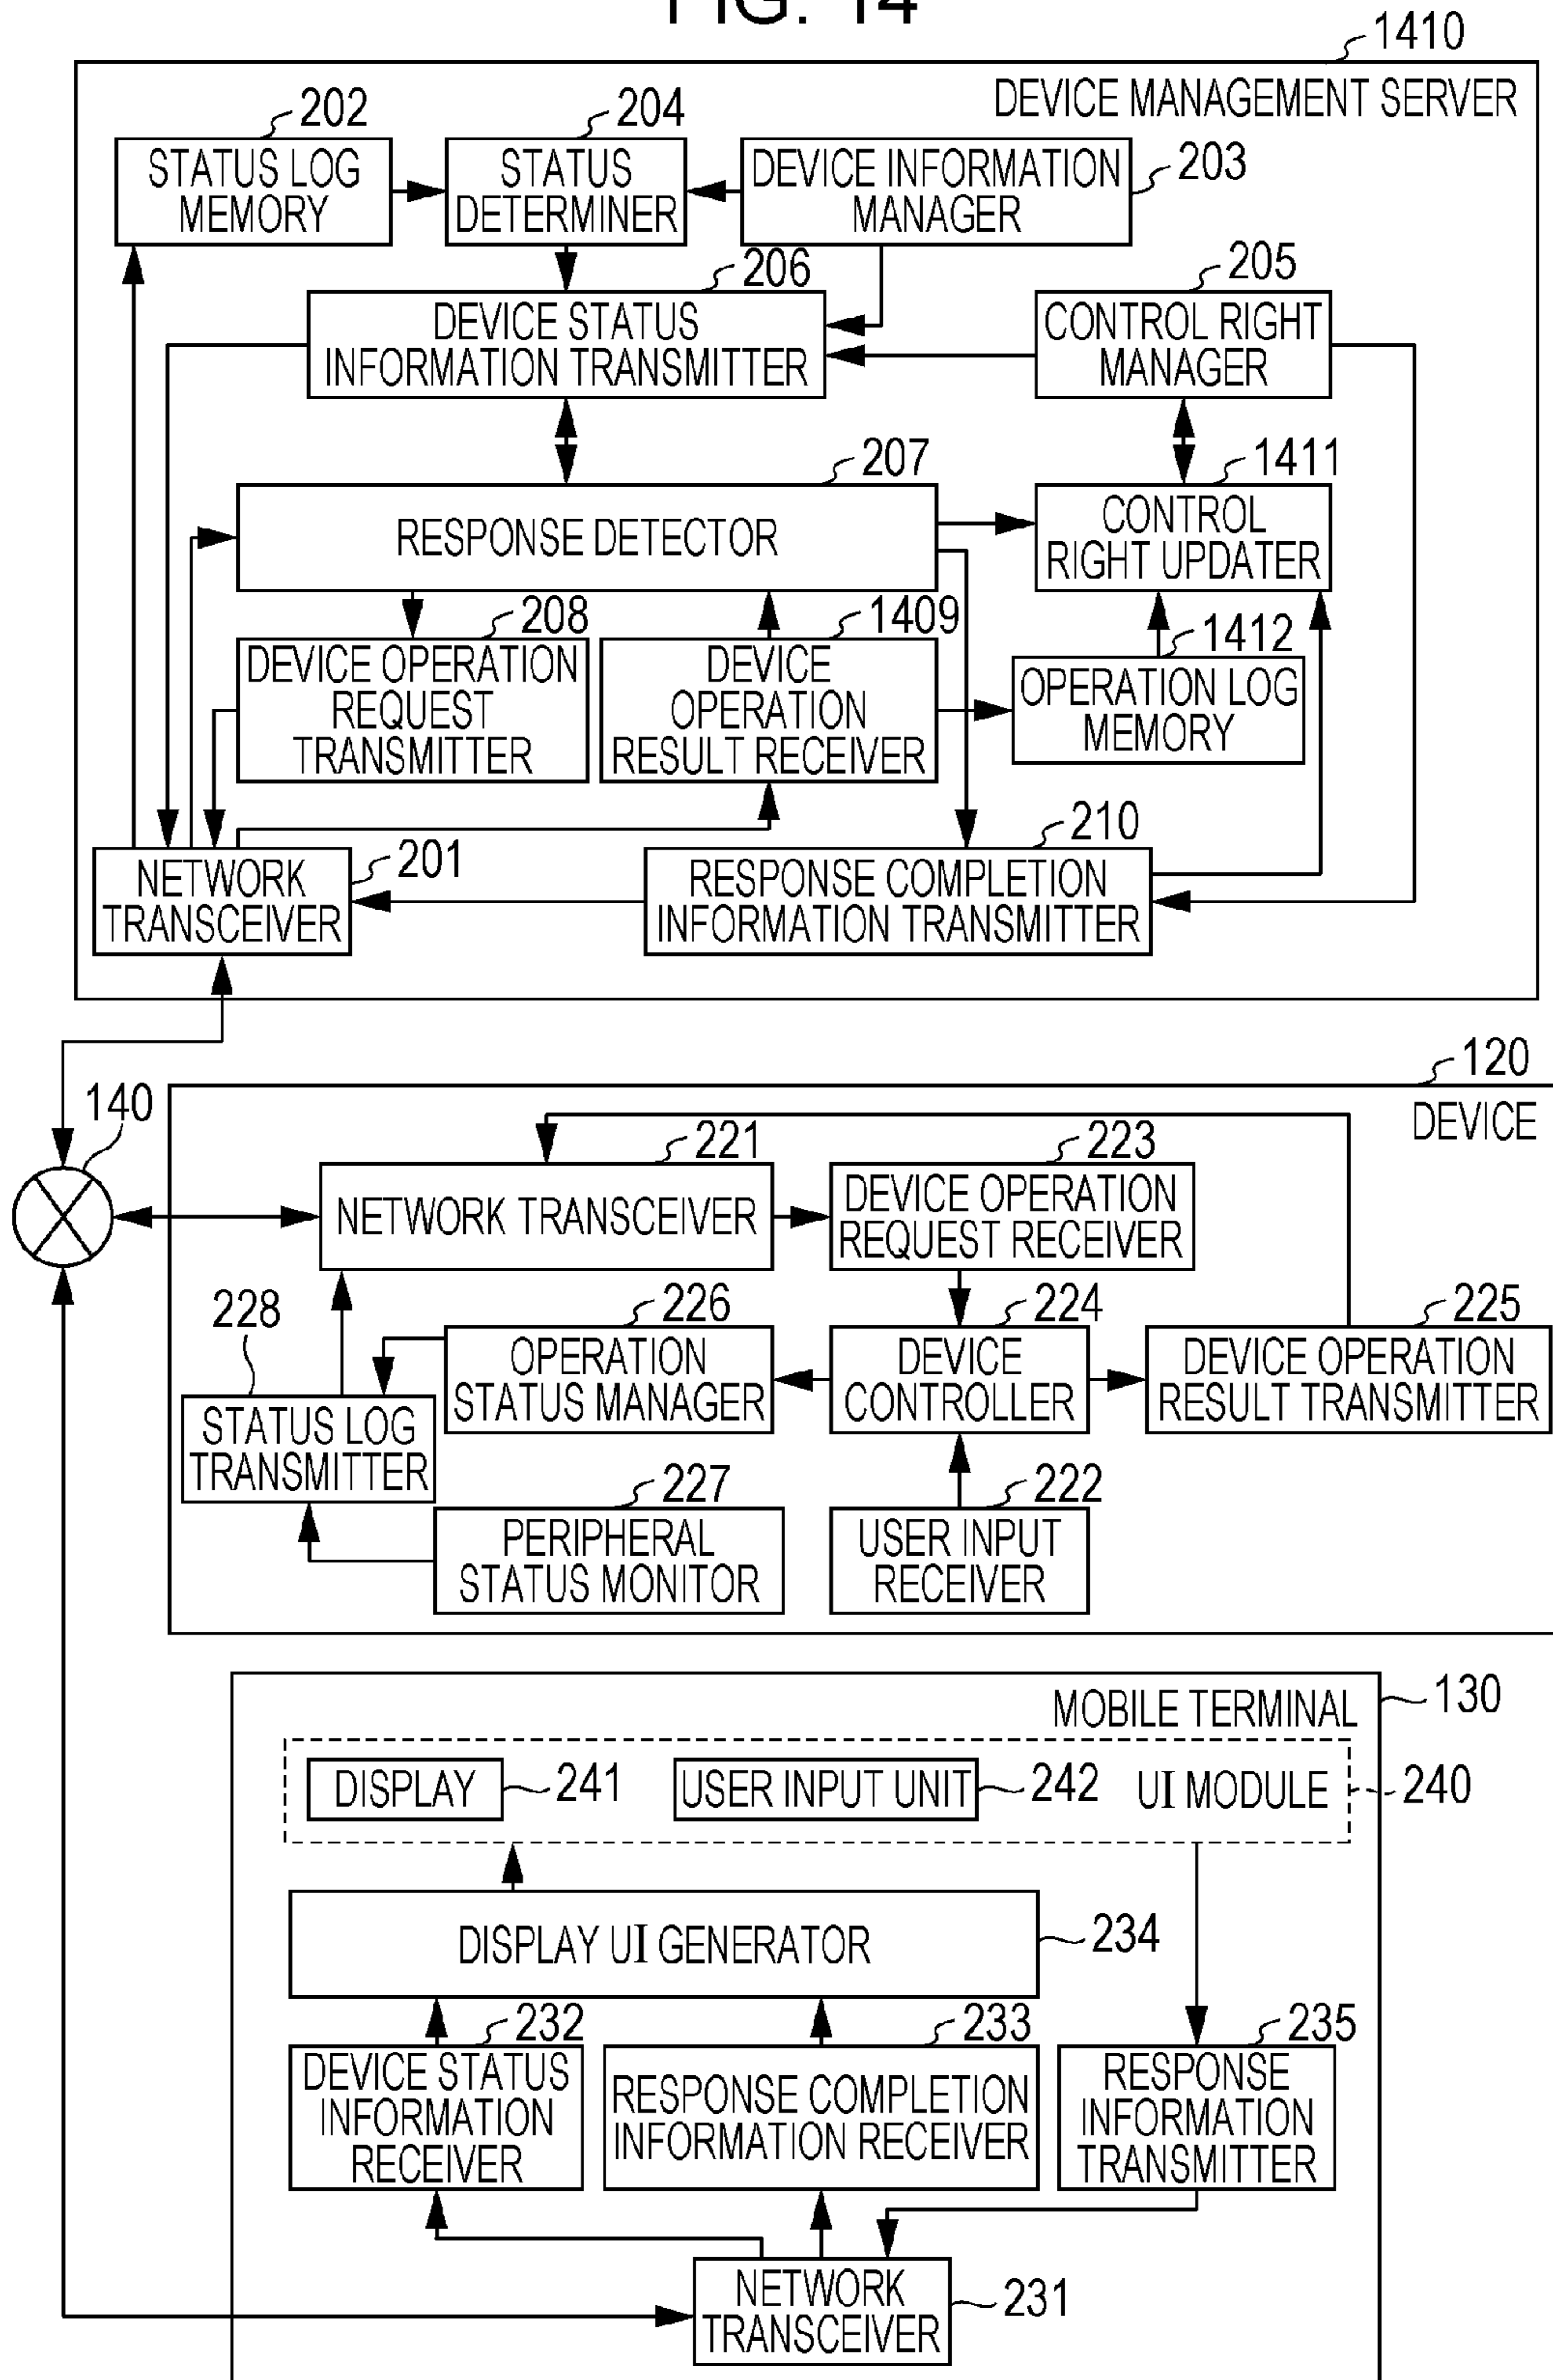 FIG. 14
1410
DEVICE MANAGEMENT SERVER
202
204
203
STATUS LOG
MEMORY
STATUS
DETERMINER
DEVICE INFORMATION
MANAGER
206
205
DEVICE STATUS
INFORMATION TRANSMITTER
CONTROL RIGHT
MANAGER
207
1411
RESPONSE DETECTOR
CONTROL
RIGHT UPDATER
208
1409
1412
DEVICE OPERATION
REQUEST
TRANSMITTER
DEVICE
OPERATION
RESULT RECEIVER
OPERATION LOG
MEMORY
201
210
NETWORK
TRANSCEIVER
RESPONSE COMPLETION
INFORMATION TRANSMITTER
120
DEVICE
140
221
223
NETWORK TRANSCEIVER
DEVICE OPERATION
REQUEST RECEIVER
228
226
224
225
STATUS LOG
TRANSMITTER
OPERATION
STATUS MANAGER
DEVICE
CONTROLLER
DEVICE OPERATION
RESULT TRANSMITTER
227
222
PERIPHERAL
STATUS MONITOR
USER INPUT
RECEIVER
130
MOBILE TERMINAL
DISPLAY
241
USER INPUT UNIT
242
UI MODULE
240
DISPLAY UI GENERATOR
234
232
233
235
DEVICE STATUS
INFORMATION
RECEIVER
RESPONSE COMPLETION
INFORMATION RECEIVER
RESPONSE
INFORMATION
TRANSMITTER
NETWORK
TRANSCEIVER
231